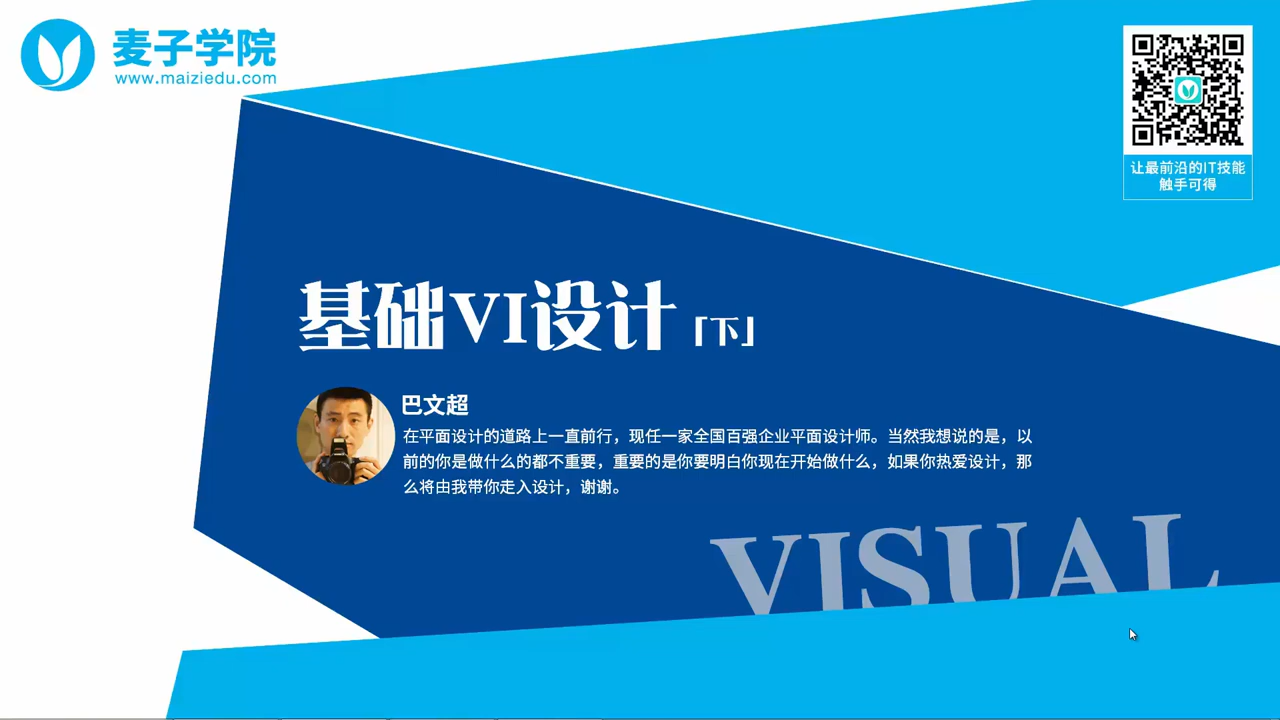 麦子学院
www.maiziedu.com
让最前沿的IT技能
触手可得
基础VI设计「下」
巴文超
在平面设计的道路上一直前行，现任一家全国百强企业平面设计师。当然我想说的是，以
前的你是做什么的都不重要，重要的是你要明白你现在开始做什么，如果你热爱设计，那
么将由我带你走入设计，谢谢。
VISUAL